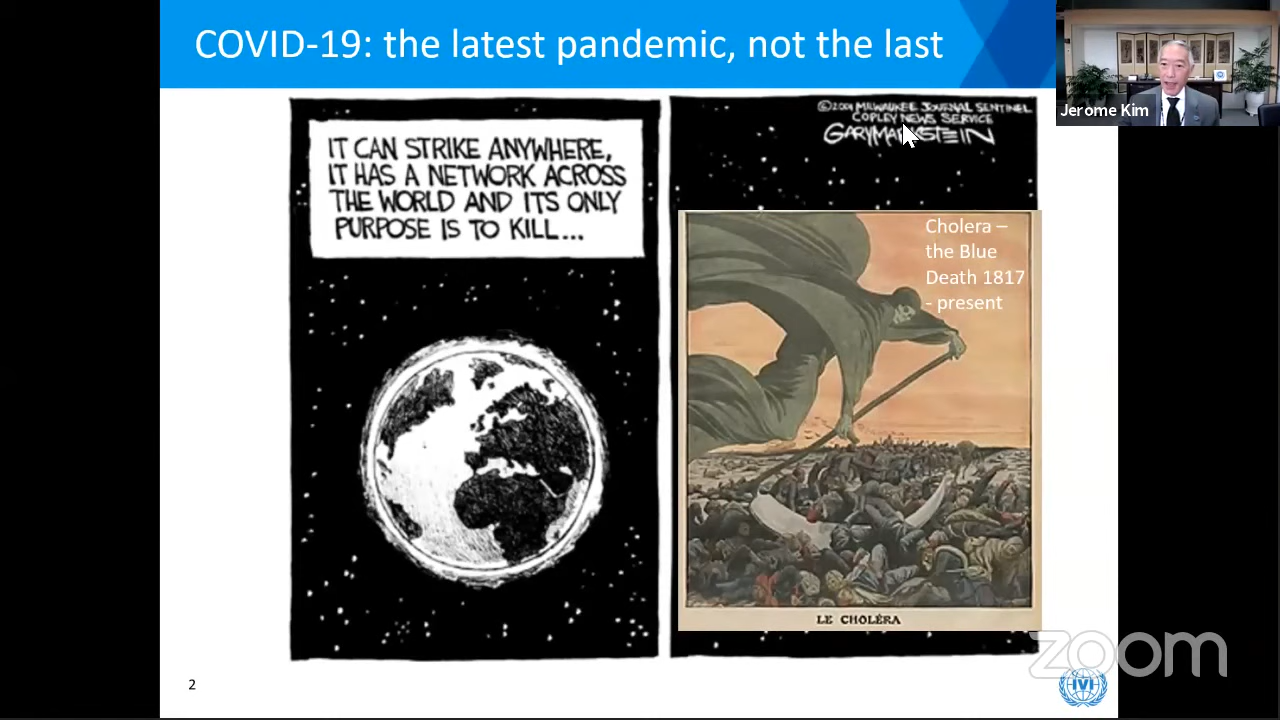 COVID-19: the latest pandemic, not the last
Jerome Kim
IT CAN STRIKE ANYWHERE,
IT HAS A NETWORK ACROSS
THE WORLD AND ITS ONLY
PURPOSE IS TO KILL...
©2001 MILWAUKEE JOURNAL SENTINEL
COPLEY NEWS SERVICE
GARY MARKSTEIN
Cholera –
the Blue
Death 1817
- present
LE CHOLÉRA
2
zoom
IVI